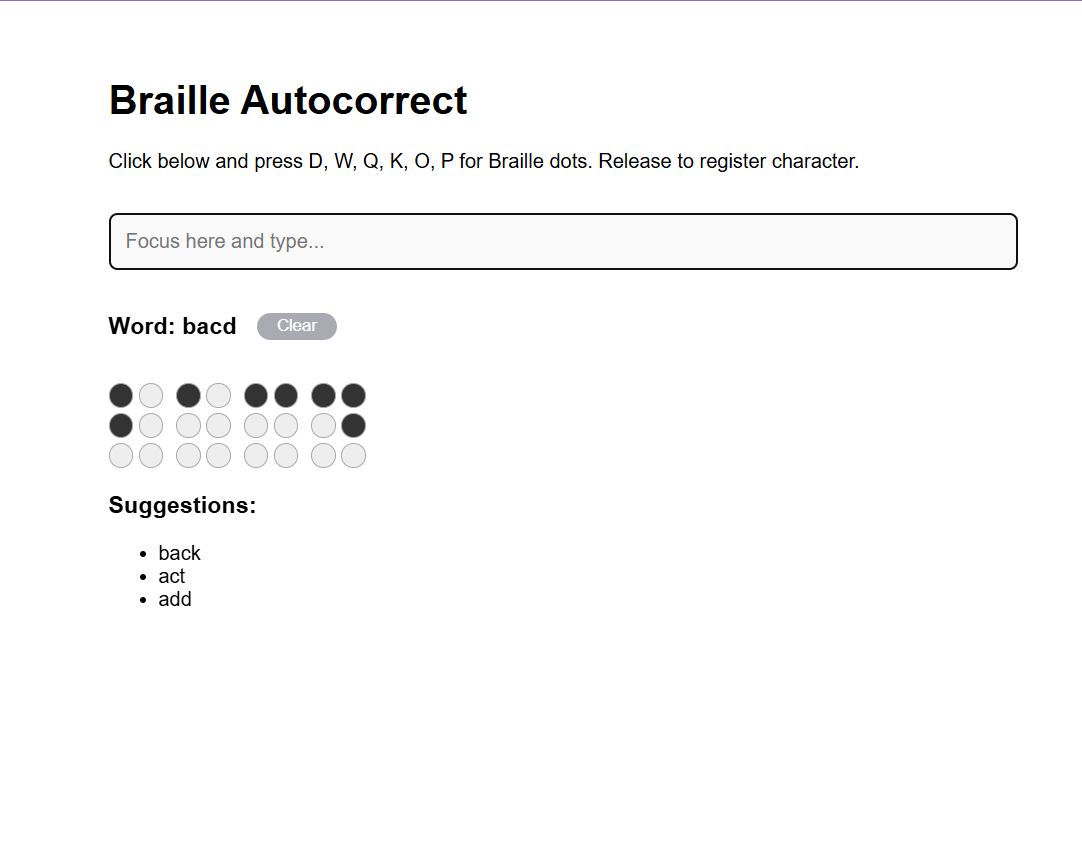 Braille Autocorrect
Click below and press D, W, Q, K, O, P for Braille dots. Release to register character.
Focus here and type...
Word: bacd Clear
Suggestions:
• back
• act
• add